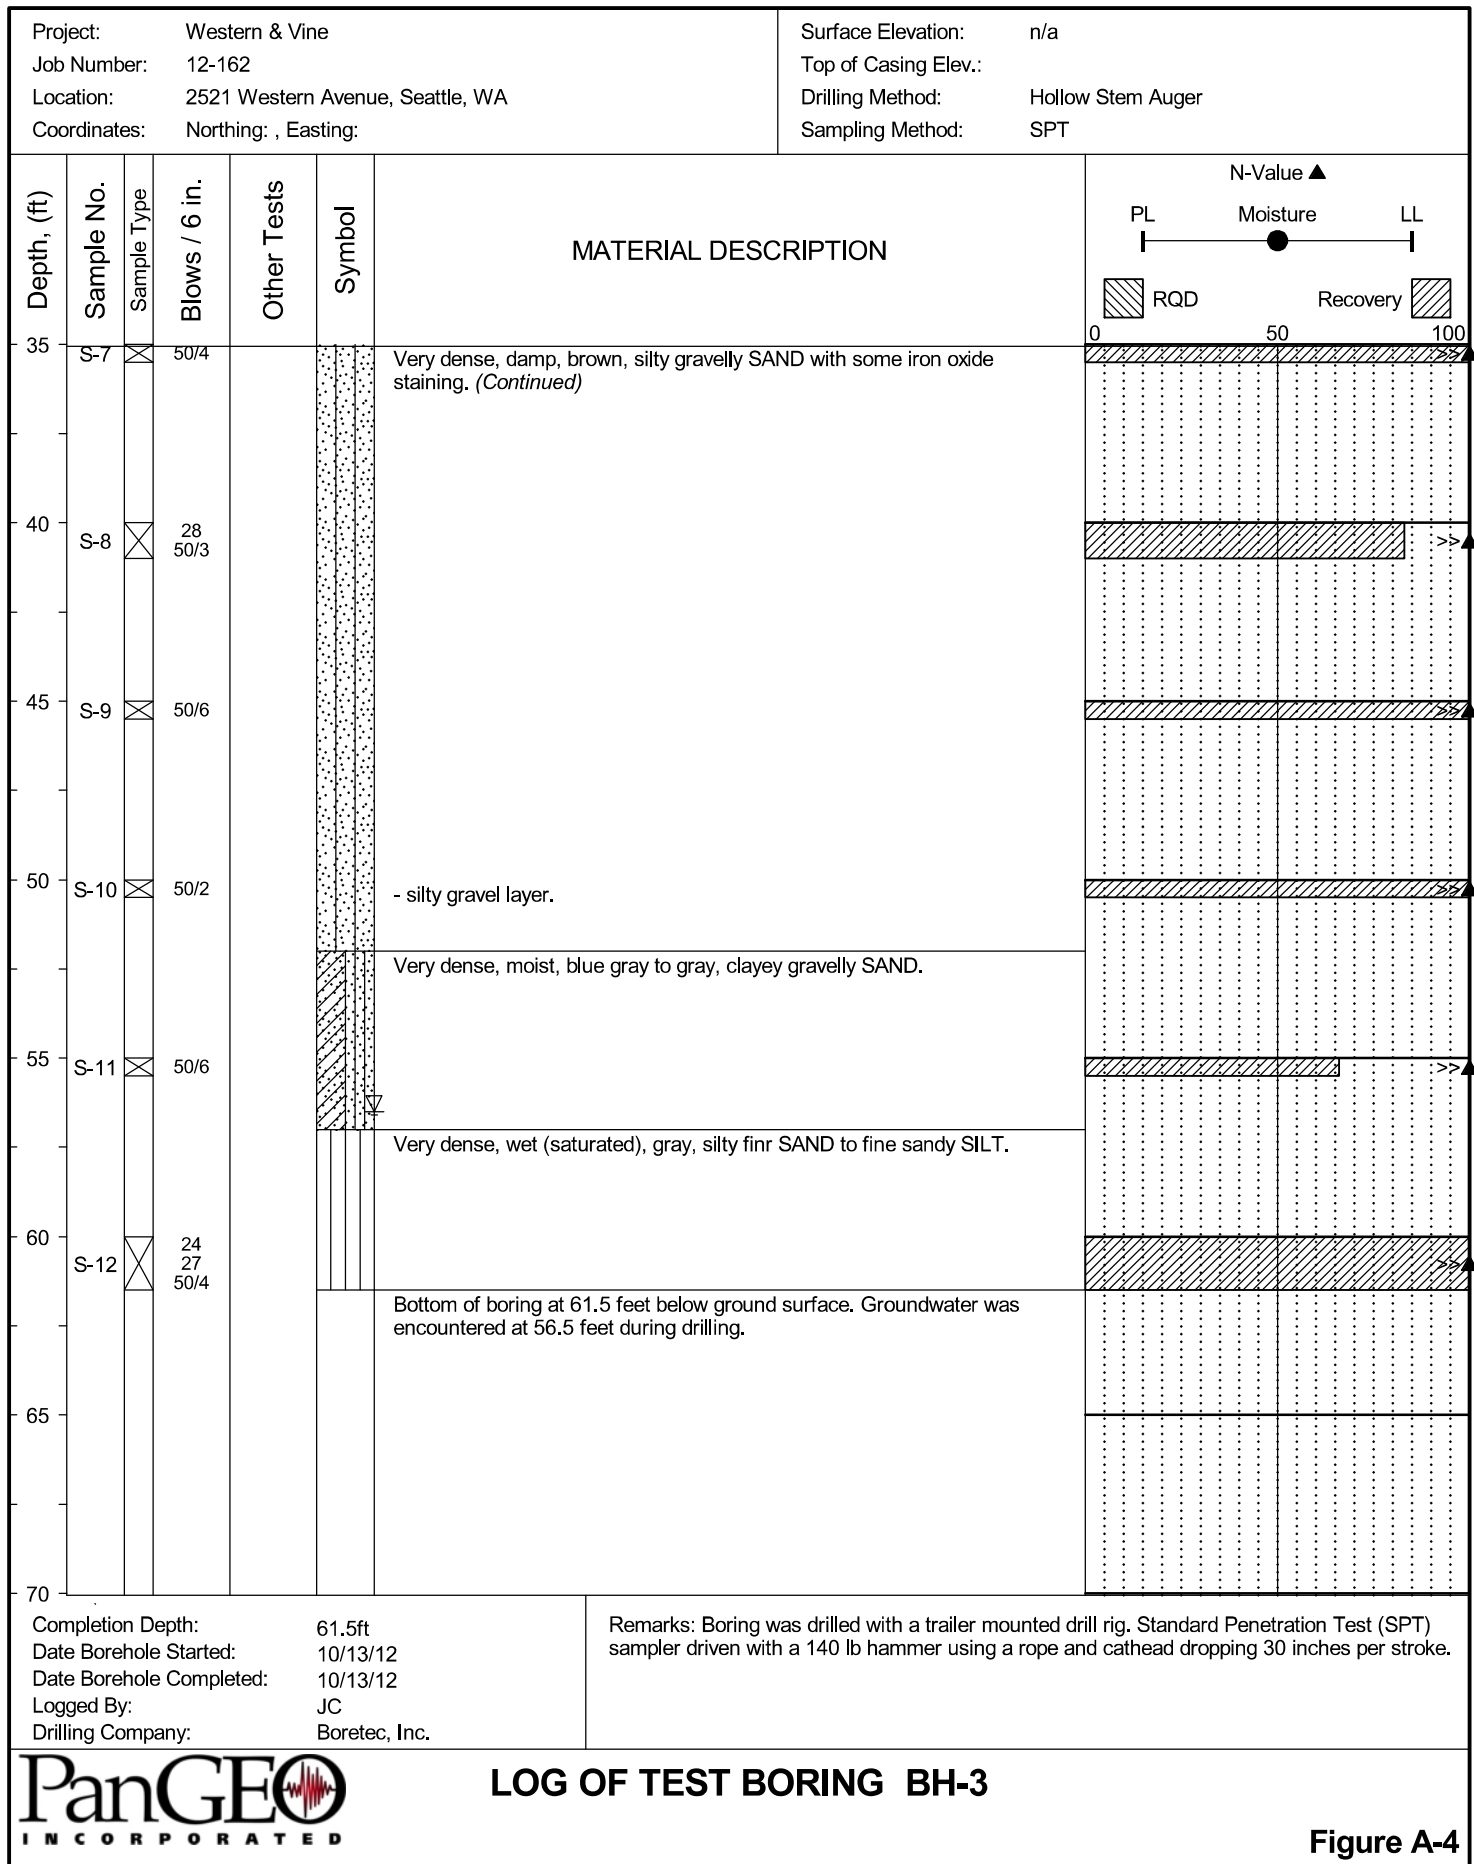 Project: Western & Vine
Job Number: 12-162
Location: 2521 Western Avenue, Seattle, WA
Coordinates: Northing: , Easting:
Surface Elevation: n/a
Top of Casing Elev.:
Drilling Method: Hollow Stem Auger
Sampling Method: SPT
Depth, (ft)
Sample No.
Sample Type
Blows / 6 in.
Other Tests
Symbol
MATERIAL DESCRIPTION
N-Value ▲
PL Moisture LL
RQD Recovery
0 50 100
35 S-7 50/4 Very dense, damp, brown, silty gravelly SAND with some iron oxide >>
staining. (Continued)
40
S-8 28 >>
50/3
45
S-9 50/6 >>
50
S-10 50/2 - silty gravel layer. >>
Very dense, moist, blue gray to gray, clayey gravelly SAND.
55
S-11 50/6 >>
Very dense, wet (saturated), gray, silty finr SAND to fine sandy SILT.
60
24
S-12 27 >>
50/4
Bottom of boring at 61.5 feet below ground surface. Groundwater was
encountered at 56.5 feet during drilling.
65
70
Completion Depth: 61.5ft
Date Borehole Started: 10/13/12
Date Borehole Completed: 10/13/12
Logged By: JC
Drilling Company: Boretec, Inc.
Remarks: Boring was drilled with a trailer mounted drill rig. Standard Penetration Test (SPT)
sampler driven with a 140 lb hammer using a rope and cathead dropping 30 inches per stroke.
PanGEO
INCORPORATED
LOG OF TEST BORING BH-3
Figure A-4